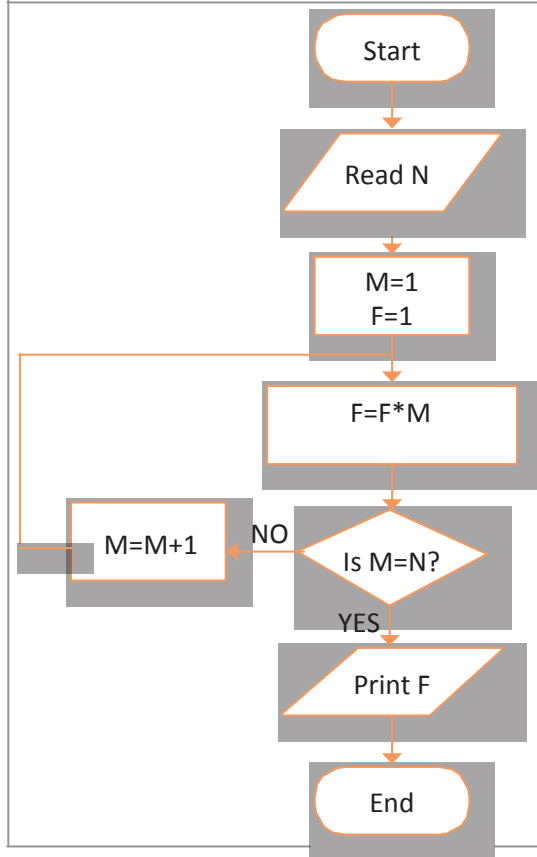 Start
Read N
M=1
F=1
F=F*M
NO
M=M+1
Is M=N?
YES
Print F
End